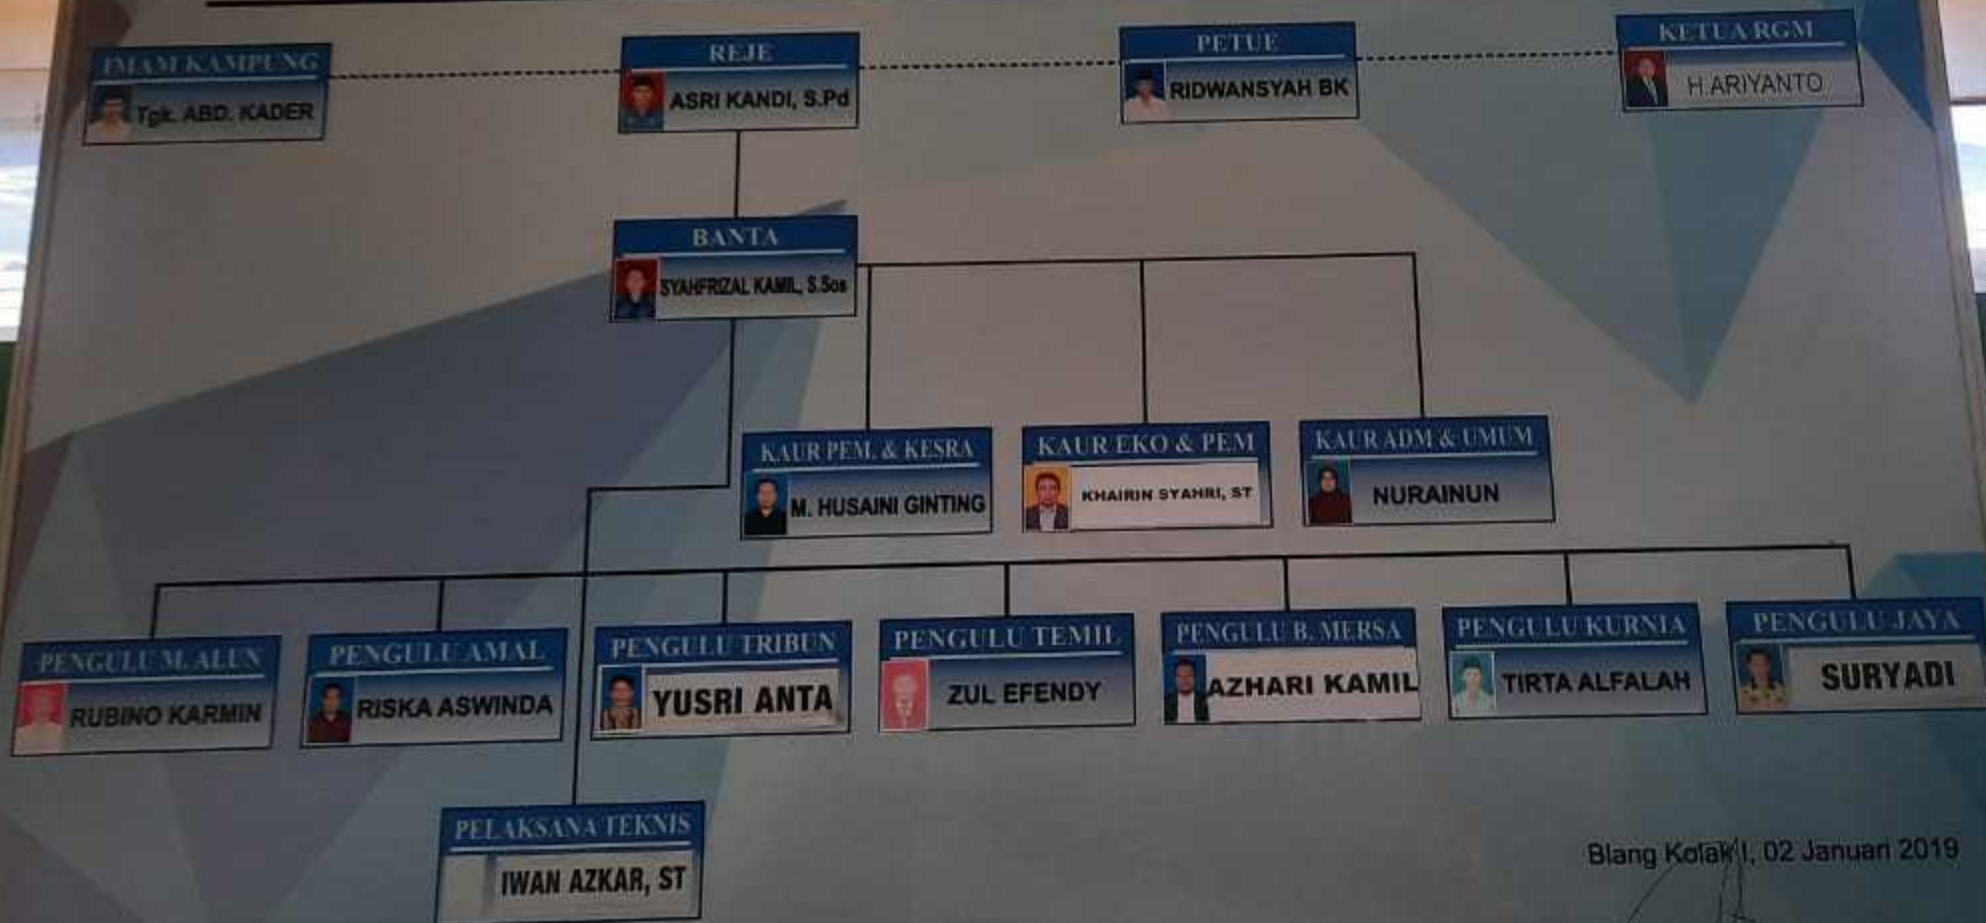 IMAM KAMPUNG
Tgk. ABD. KADER
REJE
ASRI KANDI, S.Pd
PETUE
RIDWANSYAH BK
KETUA RGM
H.ARIYANTO
BANTA
SYAHFRIZAL KAMIL, S.Sos
KAUR PEM. & KESRA
M. HUSAINI GINTING
KAUR EKO & PEM
KHAIRIN SYAHRI, ST
KAUR ADM & UMUM
NURAINUN
PENGULU M. ALUN
RUBINO KARMIN
PENGULU AMAL
RISKA ASWINDA
PENGULU TRIBUN
YUSRI ANTA
PENGULU TEMIL
ZUL EFENDY
PENGULU B. MERSA
AZHARI KAMIL
PENGULU KURNIA
TIRTA ALFALAH
PENGULU JAYA
SURYADI
PELAKSANA TEKNIS
IWAN AZKAR, ST
Blang Kolak I, 02 Januari 2019